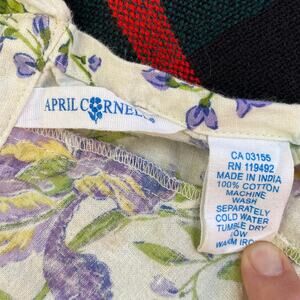 APRIL CORNELL
CA 03155
RN 119492
MADE IN INDIA
100% COTTON
MACHINE
WASH
SEPARATELY
COLD WATER
TUMBLE DRY
LOW
WARM IRO